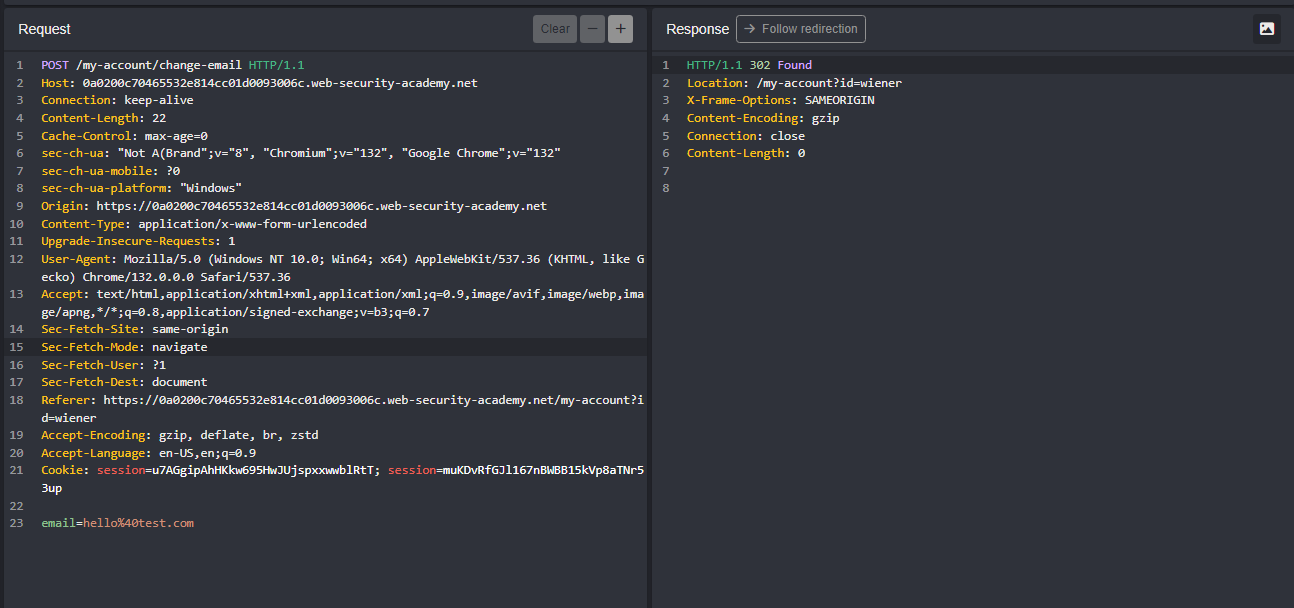 Request
Clear
−
+
1 POST /my-account/change-email HTTP/1.1
2 Host: 0a0200c70465532e814cc01d0093006c.web-security-academy.net
3 Connection: keep-alive
4 Content-Length: 22
5 Cache-Control: max-age=0
6 sec-ch-ua: "Not A(Brand";v="8", "Chromium";v="132", "Google Chrome";v="132"
7 sec-ch-ua-mobile: ?0
8 sec-ch-ua-platform: "Windows"
9 Origin: https://0a0200c70465532e814cc01d0093006c.web-security-academy.net
10 Content-Type: application/x-www-form-urlencoded
11 Upgrade-Insecure-Requests: 1
12 User-Agent: Mozilla/5.0 (Windows NT 10.0; Win64; x64) AppleWebKit/537.36 (KHTML, like G
ecko) Chrome/132.0.0.0 Safari/537.36
13 Accept: text/html,application/xhtml+xml,application/xml;q=0.9,image/avif,image/webp,ima
ge/apng,*/*;q=0.8,application/signed-exchange;v=b3;q=0.7
14 Sec-Fetch-Site: same-origin
15 Sec-Fetch-Mode: navigate
16 Sec-Fetch-User: ?1
17 Sec-Fetch-Dest: document
18 Referer: https://0a0200c70465532e814cc01d0093006c.web-security-academy.net/my-account?i
d=wiener
19 Accept-Encoding: gzip, deflate, br, zstd
20 Accept-Language: en-US,en;q=0.9
21 Cookie: session=u7AGgipAhHKkw695HwJUjspxxwwblRtT; session=muKDvRfGJl167nBWBB15kVp8aTNr5
3up
22
23 email=hello%40test.com
Response
→ Follow redirection
1 HTTP/1.1 302 Found
2 Location: /my-account?id=wiener
3 X-Frame-Options: SAMEORIGIN
4 Content-Encoding: gzip
5 Connection: close
6 Content-Length: 0
7
8